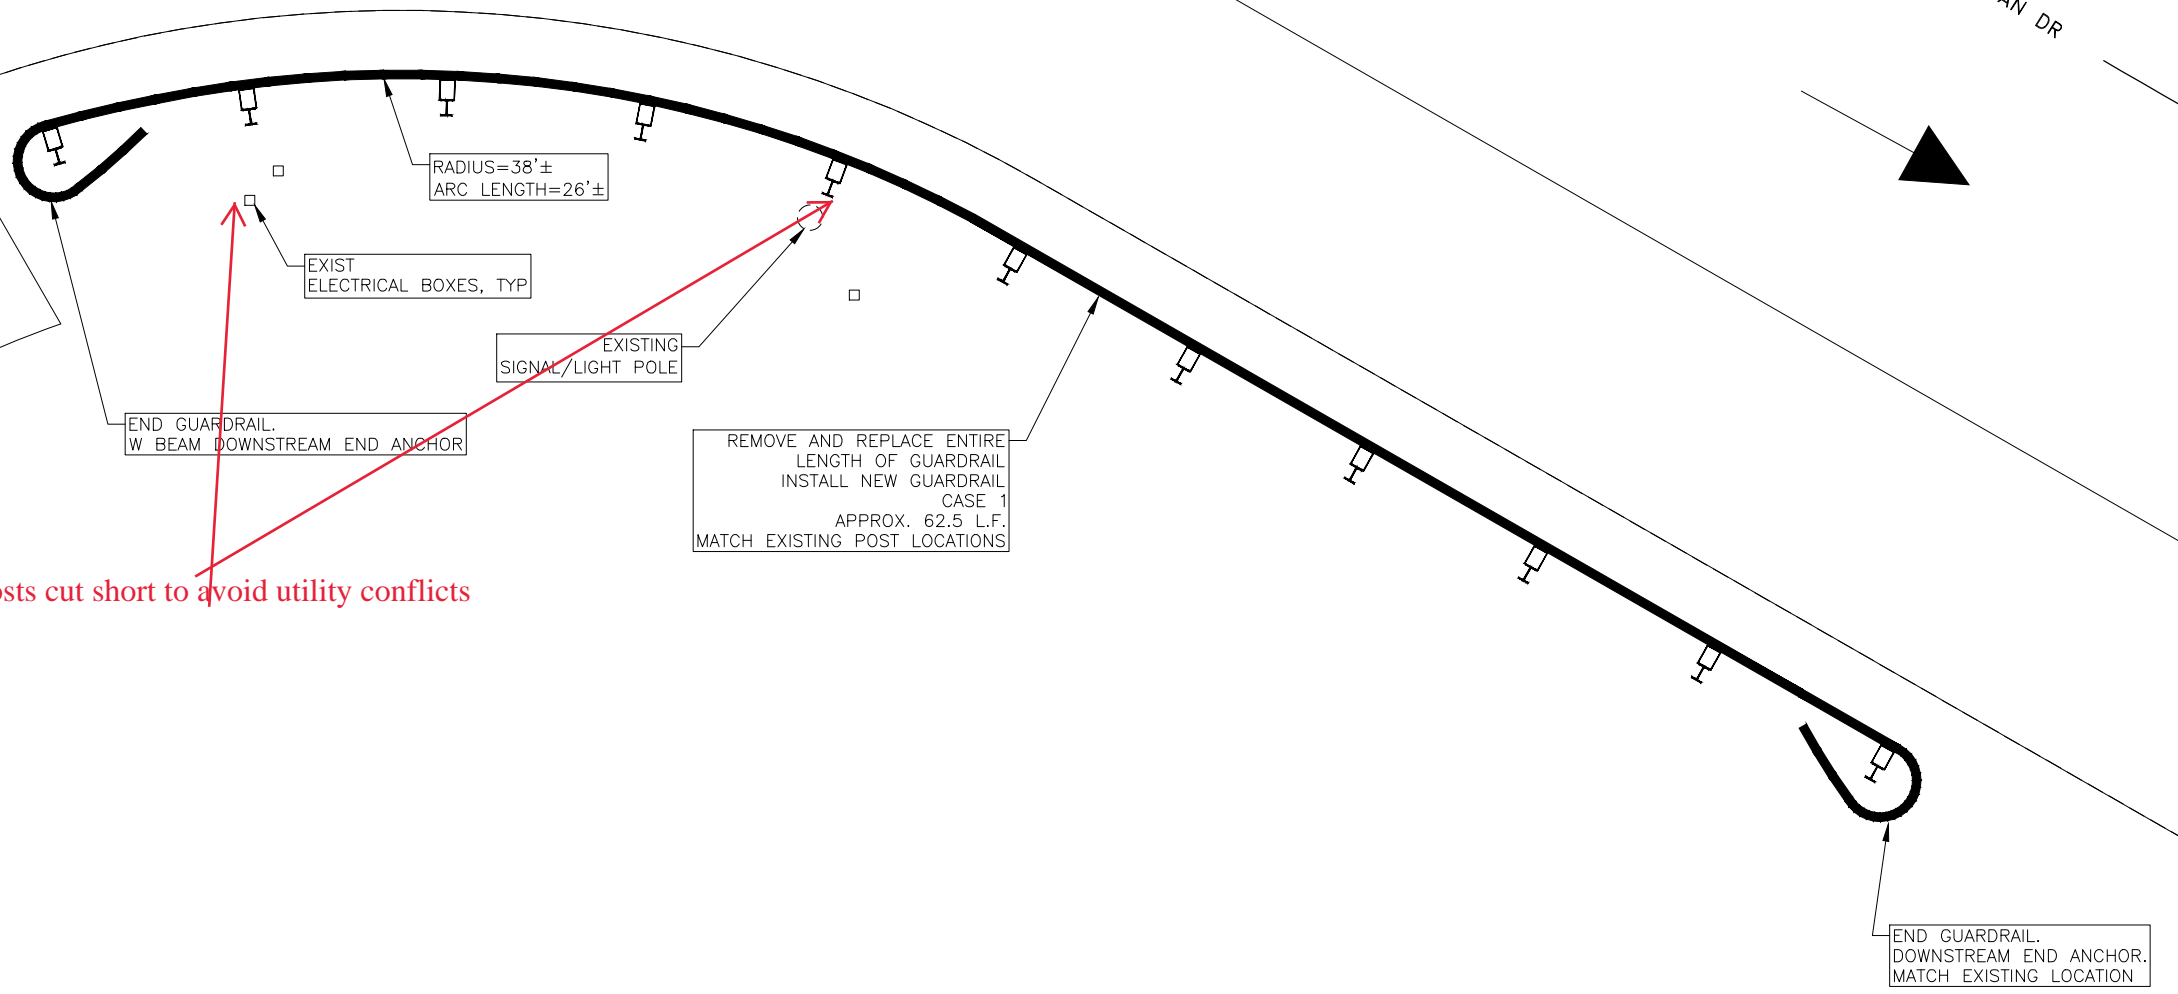 DR
RADIUS=38'±
ARC LENGTH=26'±
EXIST
ELECTRICAL BOXES, TYP
EXISTING
SIGNAL/LIGHT POLE
END GUARDRAIL.
W BEAM DOWNSTREAM END ANCHOR
REMOVE AND REPLACE ENTIRE
LENGTH OF GUARDRAIL
INSTALL NEW GUARDRAIL
CASE 1
APPROX. 62.5 L.F.
MATCH EXISTING POST LOCATIONS
cut short to avoid utility conflicts
END GUARDRAIL.
DOWNSTREAM END ANCHOR.
MATCH EXISTING LOCATION